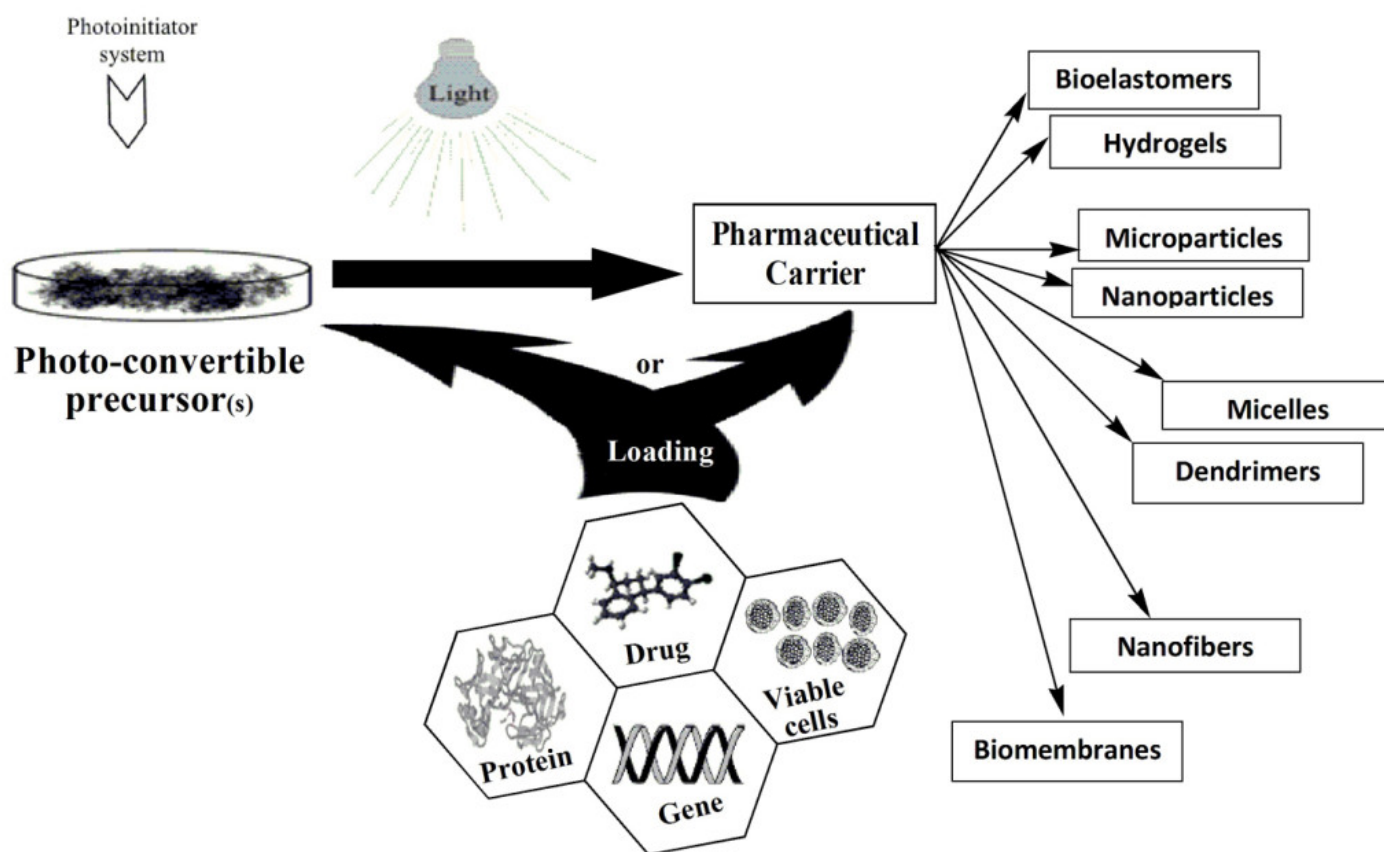 Photoinitiator
system
Light
Photo-convertible
precursor(s)
Pharmaceutical
Carrier
or
Loading
Drug
Protein
Viable
cells
Gene
Bioelastomers
Hydrogels
Microparticles
Nanoparticles
Micelles
Dendrimers
Nanofibers
Biomembranes